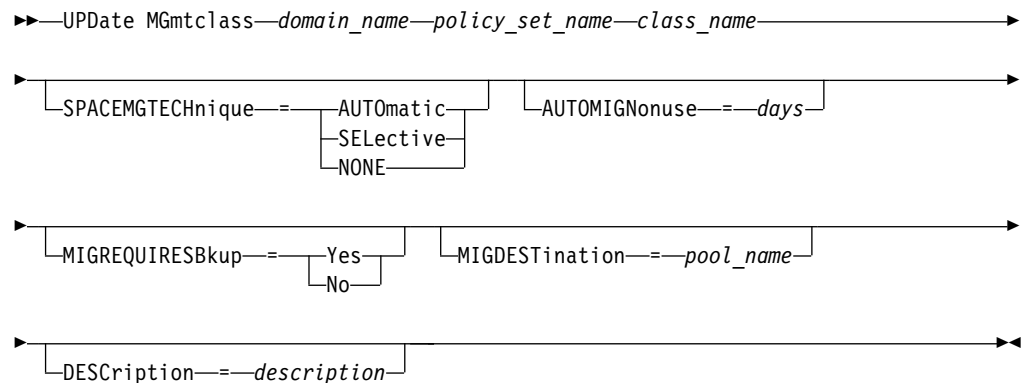 UPDate MGmtclass domain_name policy_set_name class_name
SPACEMGTECHnique = AUTOmatic AUTOMIGNonuse = days
SELective
NONE
MIGREQUIRESBkup = Yes MIGDESTination = pool_name
No
DESCription = description